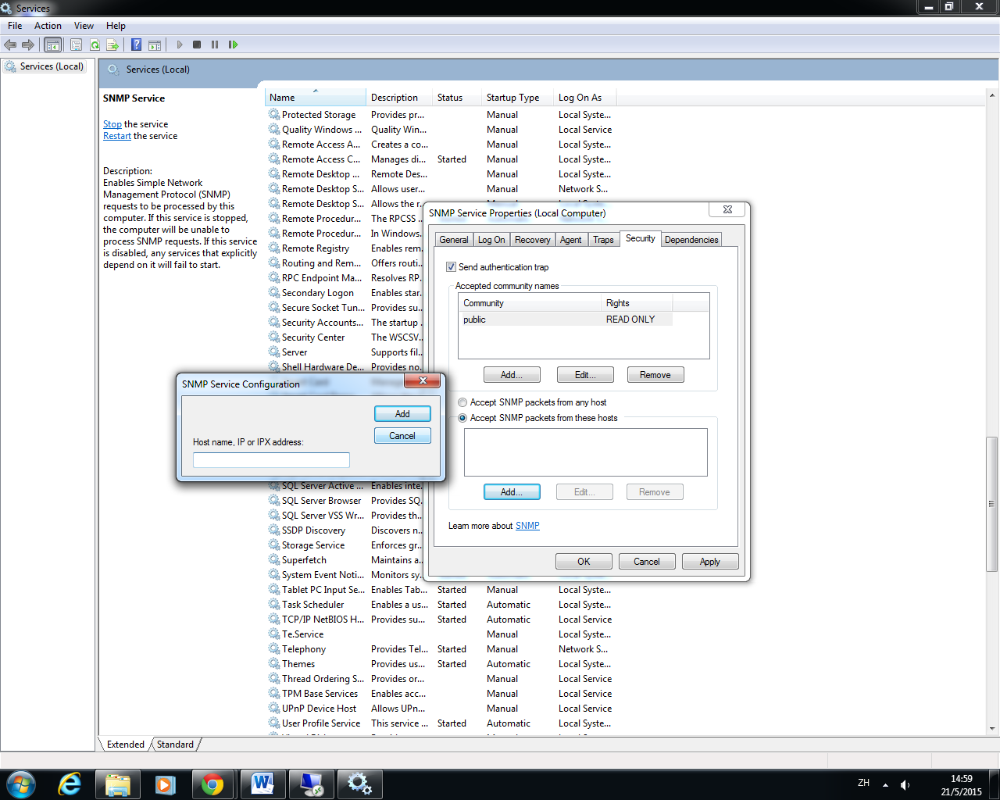 Services
File Action View Help
Services (Local)
Services (Local)
SNMP Service
Stop the service
Restart the service
Description:
Enables Simple Network
Management Protocol (SNMP)
requests to be processed by this
computer. If this service is stopped,
the computer will be unable to
process SNMP requests. If this service
is disabled, any services that explicitly
depend on it will fail to start.
Name Description Status Startup Type Log On As
Protected Storage Provides pr... Manual Local Syste...
Quality Windows ... Quality Win... Manual Local Service
Remote Access A... Creates a co... Manual Local Syste...
Remote Access C... Manages di... Started Manual Local Syste...
Remote Desktop ... Remote Des... Manual Local Syste...
Remote Desktop S... Allows user... Manual Network S...
Remote Desktop S... Allows the r...
Remote Procedur... The RPCSS ...
Remote Procedur... In Windows...
Remote Registry Enables rem...
Routing and Rem... Offers routi...
RPC Endpoint Ma... Resolves RP...
Secondary Logon Enables star...
Secure Socket Tun... Provides su...
Security Accounts... The startup ...
Security Center The WSCSV...
Server Supports fil...
Shell Hardware De... Provides no...
SQL Server Active ... Enables inte...
SQL Server Browser Provides SQ...
SQL Server VSS Wr... Provides th...
SSDP Discovery Discovers n...
Storage Service Enforces gr...
Superfetch Maintains a...
System Event Noti... Monitors sy...
Tablet PC Input Se... Enables Tab... Started Manual Local Syste...
Task Scheduler Enables a us... Started Automatic Local Syste...
TCP/IP NetBIOS H... Provides su... Started Automatic Local Service
Te.Service Manual Local Syste...
Telephony Provides Tel... Started Manual Network S...
Themes Provides us... Started Automatic Local Syste...
Thread Ordering S... Provides or... Manual Local Service
TPM Base Services Enables acc... Manual Local Service
UPnP Device Host Allows UPn... Manual Local Service
User Profile Service This service ... Started Automatic Local Syste...
SNMP Service Properties (Local Computer)
General Log On Recovery Agent Traps Security Dependencies
Send authentication trap
Accepted community names
Community Rights
public READ ONLY
Add... Edit... Remove
Accept SNMP packets from any host
Accept SNMP packets from these hosts
Add... Edit... Remove
Learn more about SNMP
OK Cancel Apply
SNMP Service Configuration
Add
Cancel
Host name, IP or IPX address:
Extended Standard
ZH
14:59
21/5/2015